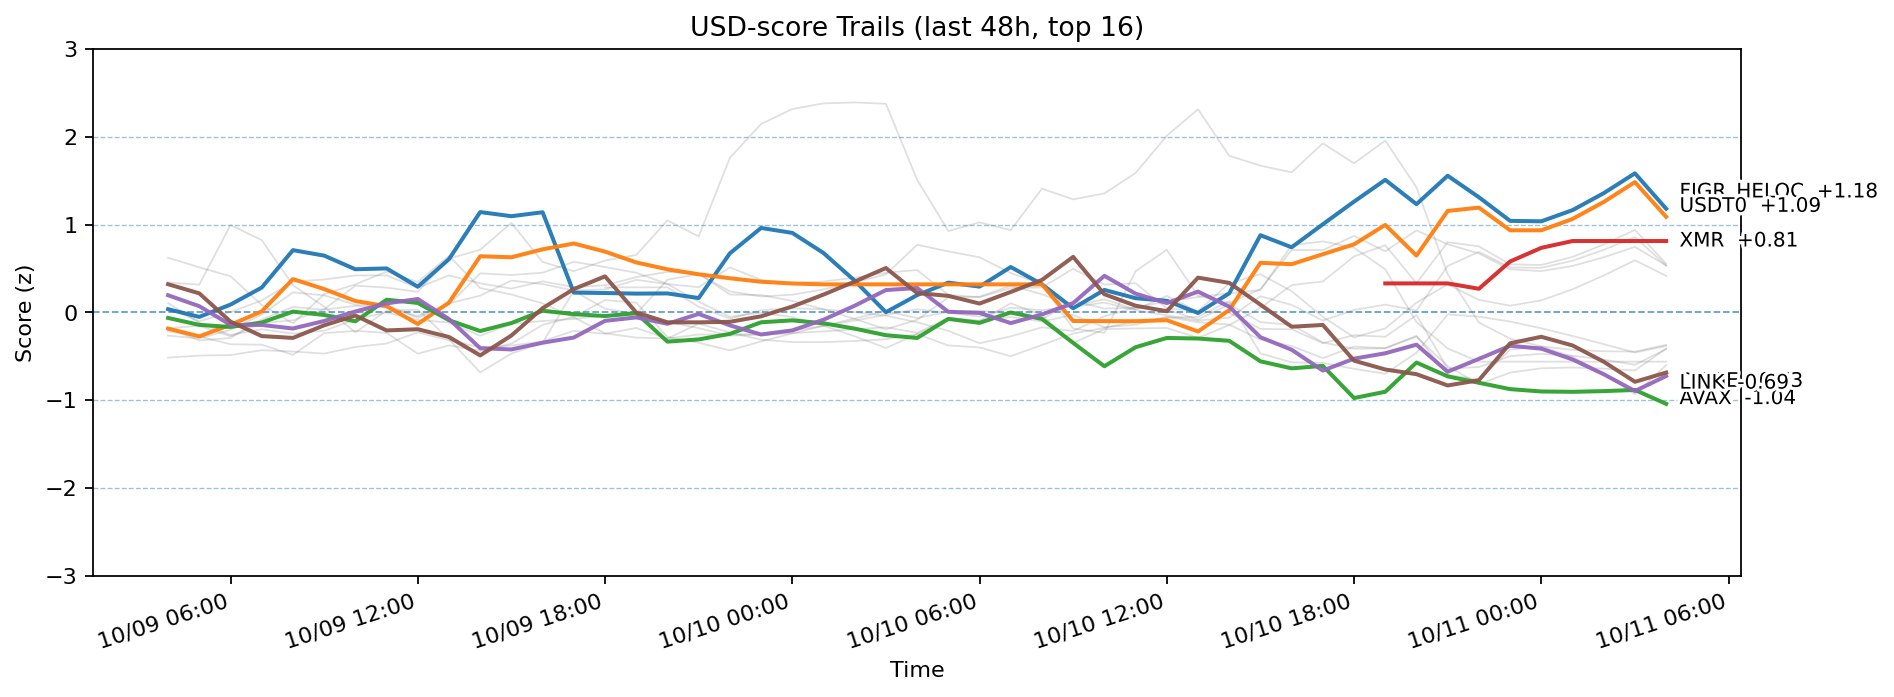 USD-score Trails (last 48h, top 16)
Score (z)
3
2
1
0
−1
−2
−3
FIGR_HELOC +1.18
USDT0 +1.09
XMR +0.81
LINK -0.69
AVAX -1.04
10/09 06:00
10/09 12:00
10/09 18:00
10/10 00:00
10/10 06:00
10/10 12:00
10/10 18:00
10/11 00:00
10/11 06:00
Time